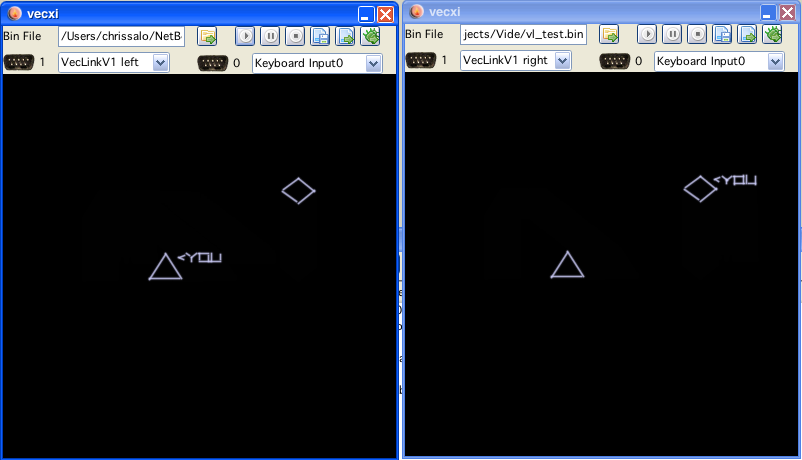 vecxi
Bin File /Users/chrissalo/NetB
1 VecLinkV1 left 0 Keyboard Input0
<YOU
vecxi
Bin File jects/Vide/vl_test.bin
1 VecLinkV1 right 0 Keyboard Input0
<YOU